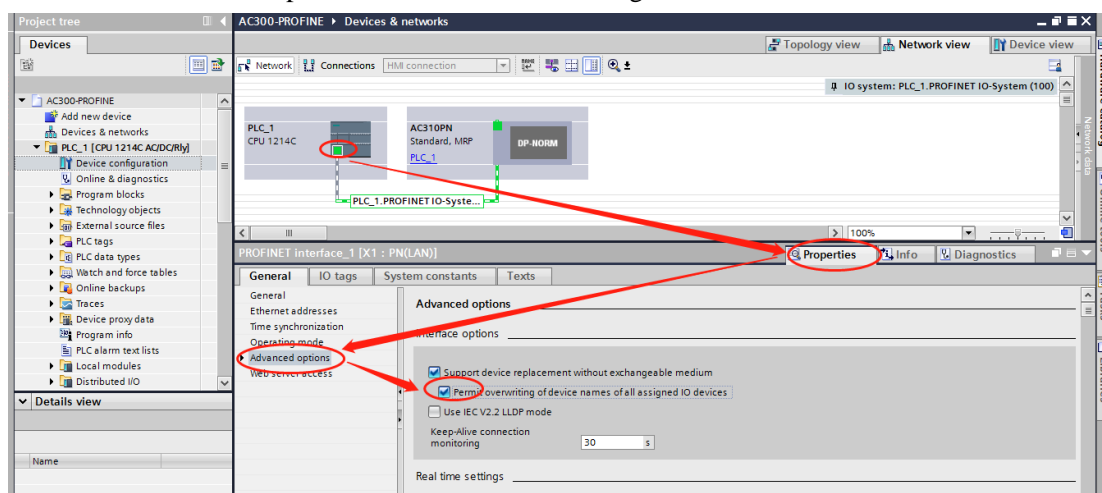 Project tree
AC300-PROFINE ▸ Devices & networks
Devices
Topology view
Network view
Device view
Network
Connections
HMI connection
IO system: PLC_1.PROFINET IO-System (100)
AC300-PROFINE
Add new device
Devices & networks
PLC_1 [CPU 1214C AC/DC/Rly]
Device configuration
Online & diagnostics
Program blocks
Technology objects
External source files
PLC tags
PLC data types
Watch and force tables
Online backups
Traces
Device proxy data
Program info
PLC alarm text lists
Local modules
Distributed I/O
Details view
Name
PLC_1
CPU 1214C
AC310PN
Standard, MRP
PLC_1
DP-NORM
PLC_1.PROFINET IO-Syste...
Network data
100%
PROFINET interface_1 [X1 : PN(LAN)]
Properties
Info
Diagnostics
General
IO tags
System constants
Texts
General
Ethernet addresses
Time synchronization
Operating mode
Advanced options
Web server access
Advanced options
Interface options
Support device replacement without exchangeable medium
Permit overwriting of device names of all assigned IO devices
Use IEC V2.2 LLDP mode
Keep-Alive connection
monitoring
30 s
Real time settings